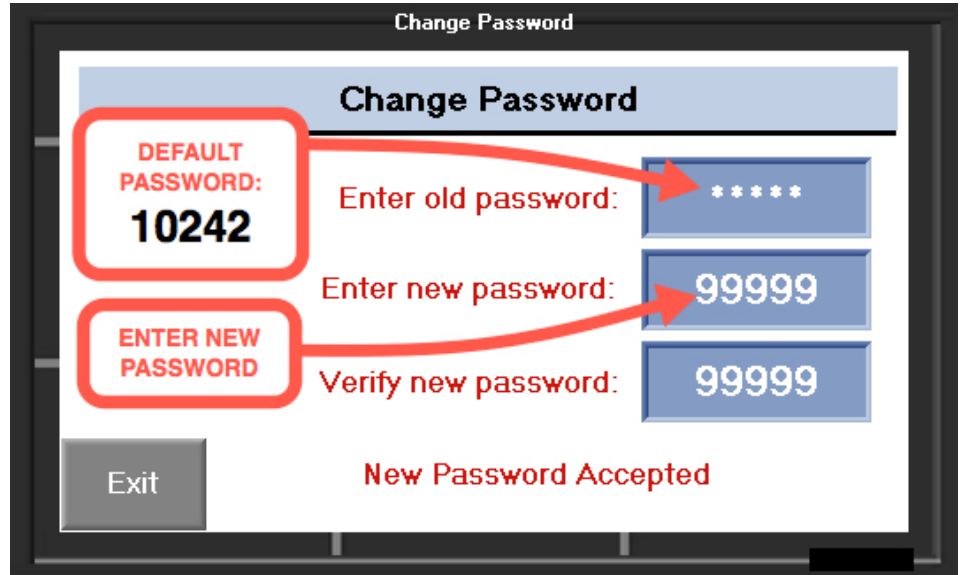 Change Password
Change Password
DEFAULT
PASSWORD:
10242
Enter old password:
*****
Enter new password:
99999
ENTER NEW
PASSWORD
Verify new password:
99999
Exit
New Password Accepted